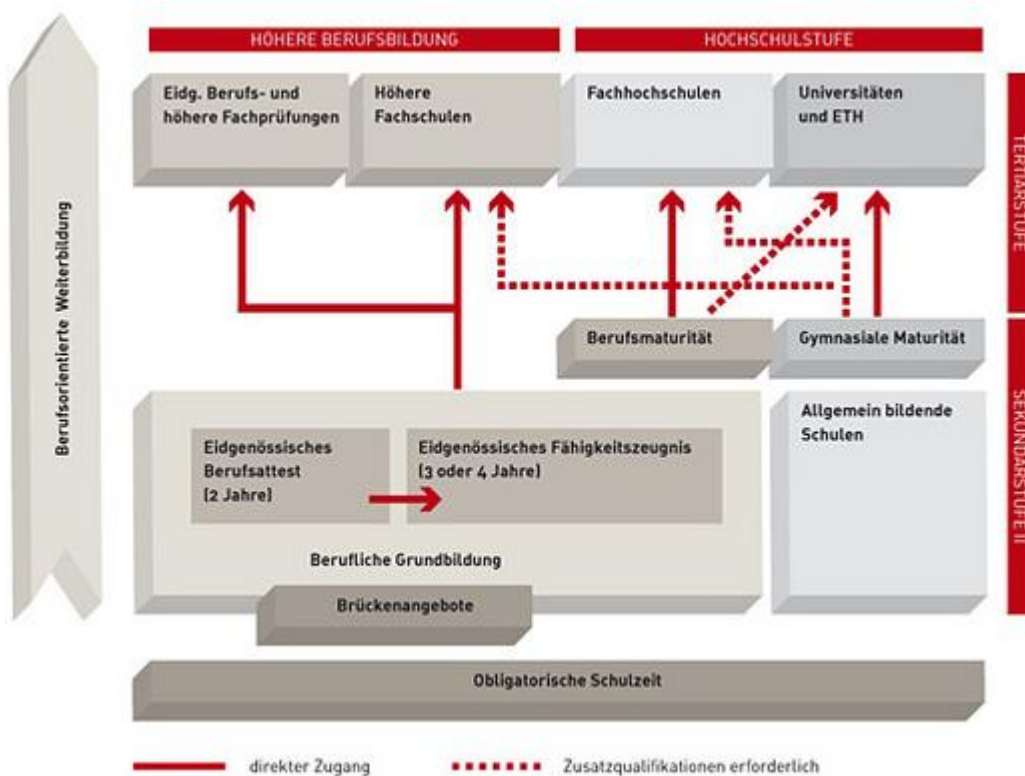 HÖHERE BERUFSBILDUNG
HOCHSCHULSTUFE
Eidg. Berufs- und
höhere Fachprüfungen
Höhere
Fachschulen
Fachhochschulen
Universitäten
und ETH
TERTIÄRSTUFE
Berufsorientierte Weiterbildung
Berufsmaturität
Gymnasiale Maturität
SEKUNDARSTUFE II
Eidgenössisches
Berufsattest
(2 Jahre)
Eidgenössisches Fähigkeitszeugnis
(3 oder 4 Jahre)
Allgemein bildende
Schulen
Berufliche Grundbildung
Brückenangebote
Obligatorische Schulzeit
direkter Zugang
Zusatzqualifikationen erforderlich